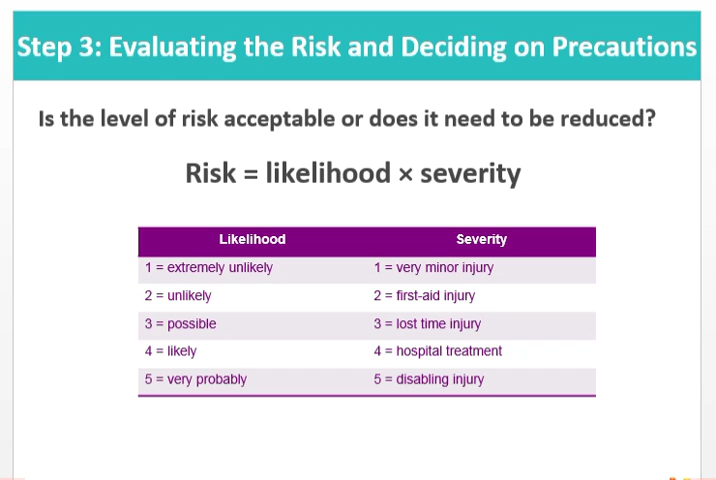 Step 3: Evaluating the Risk and Deciding on Precautions
Is the level of risk acceptable or does it need to be reduced?
Risk = likelihood × severity
Likelihood Severity
1 = extremely unlikely 1 = very minor injury
2 = unlikely 2 = first-aid injury
3 = possible 3 = lost time injury
4 = likely 4 = hospital treatment
5 = very probably 5 = disabling injury